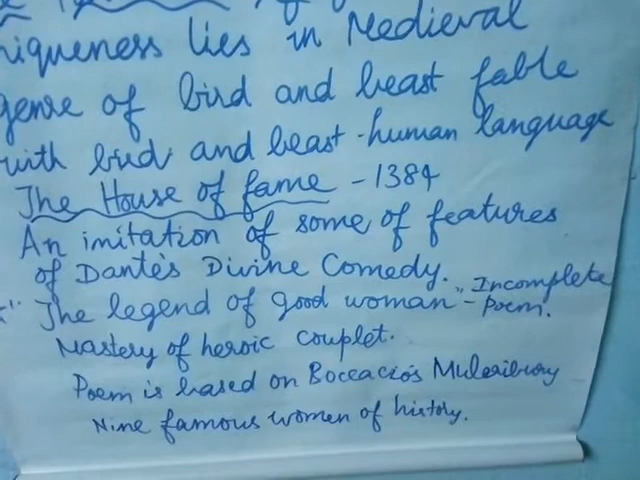 niqueness lies in Medieval
genre of bird and beast fable
with bird and beast-human language
The House of fame - 1384
An imitation of some of features
of Dante's Divine Comedy.
The legend of good woman - "Incomplete
poem.
Mastery of heroic couplet.
Poem is based on Boccacio's
Nine famous women of history.